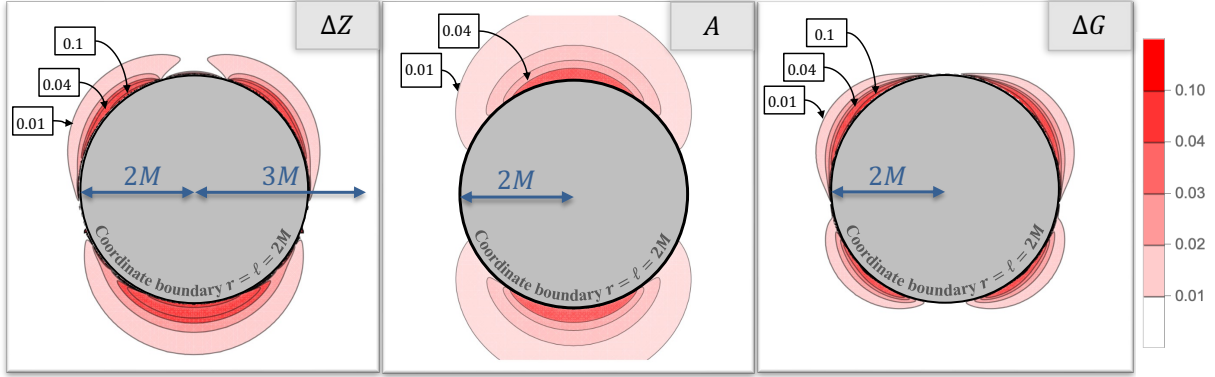 ΔZ
0.1
0.04
0.01
2M
3M
Coordinate boundary r = ℓ = 2M
A
0.04
0.01
2M
Coordinate boundary r = ℓ = 2M
ΔG
0.1
0.04
0.01
2M
Coordinate boundary r = ℓ = 2M
0.10
0.04
0.03
0.02
0.01